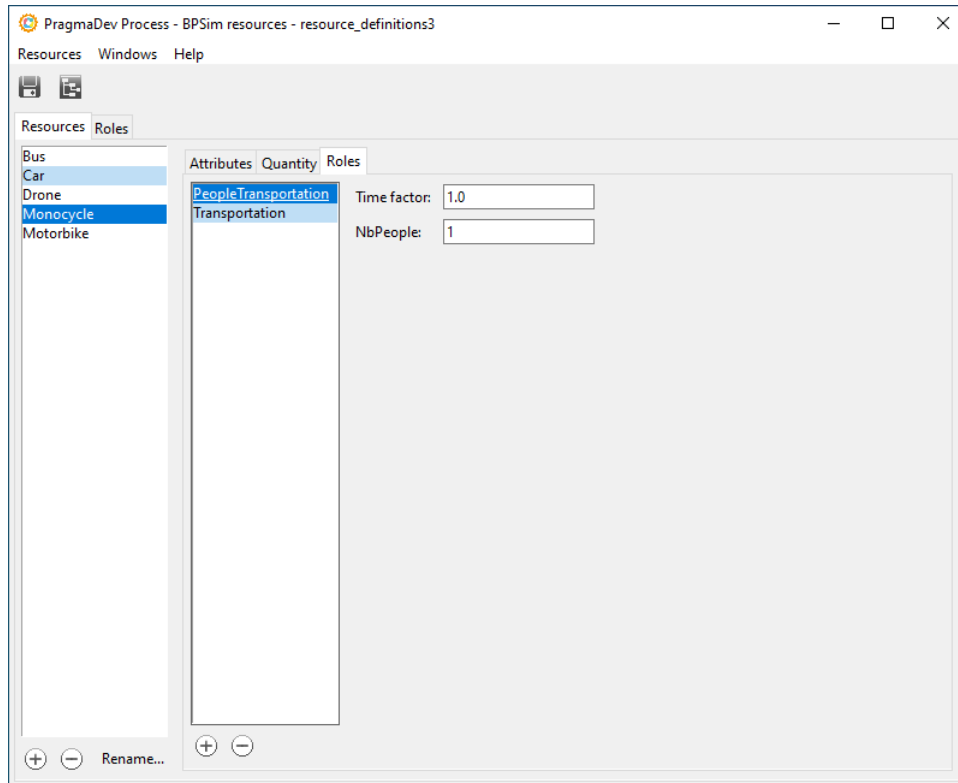 PragmaDev Process - BPSim resources - resource_definitions3
Resources Windows Help
Resources Roles
Bus
Car
Drone
Monocycle
Motorbike
Attributes Quantity Roles
PeopleTransportation
Transportation
Time factor: 1.0
NbPeople: 1
Rename...